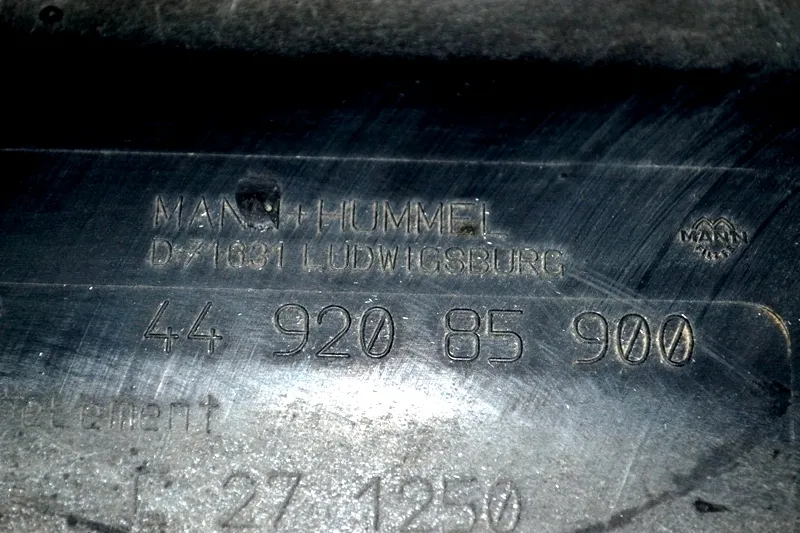 MANN+HUMMEL
D-71631 LUDWIGSBURG
MANN
44 920 85 900
C 27 1250